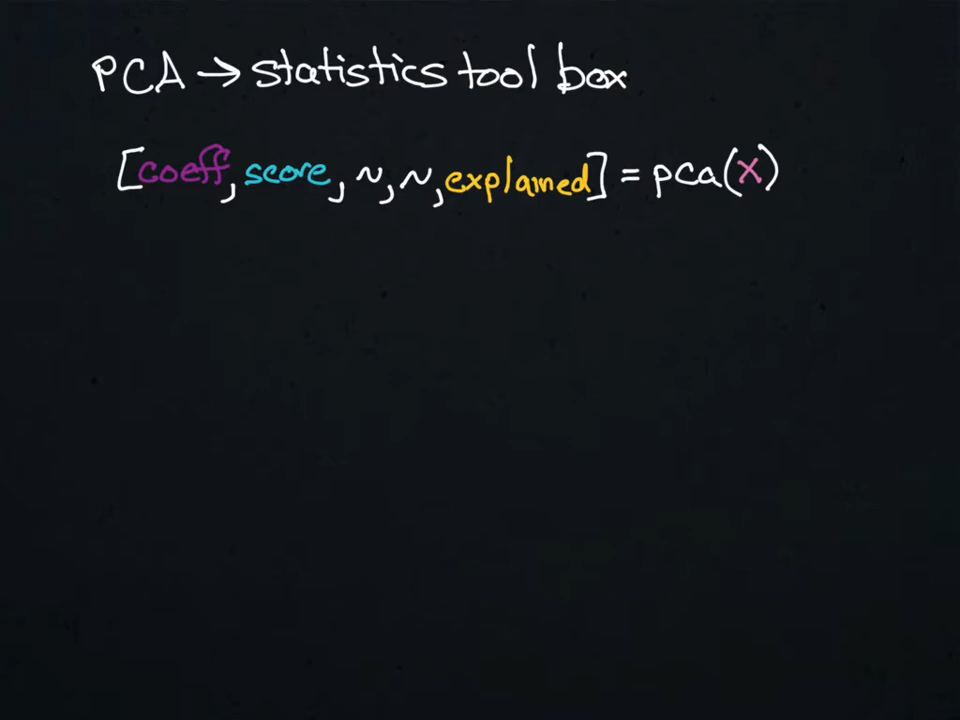 PCA → statistics tool box
[coeff, score, ~, ~, explained] = pca(x)